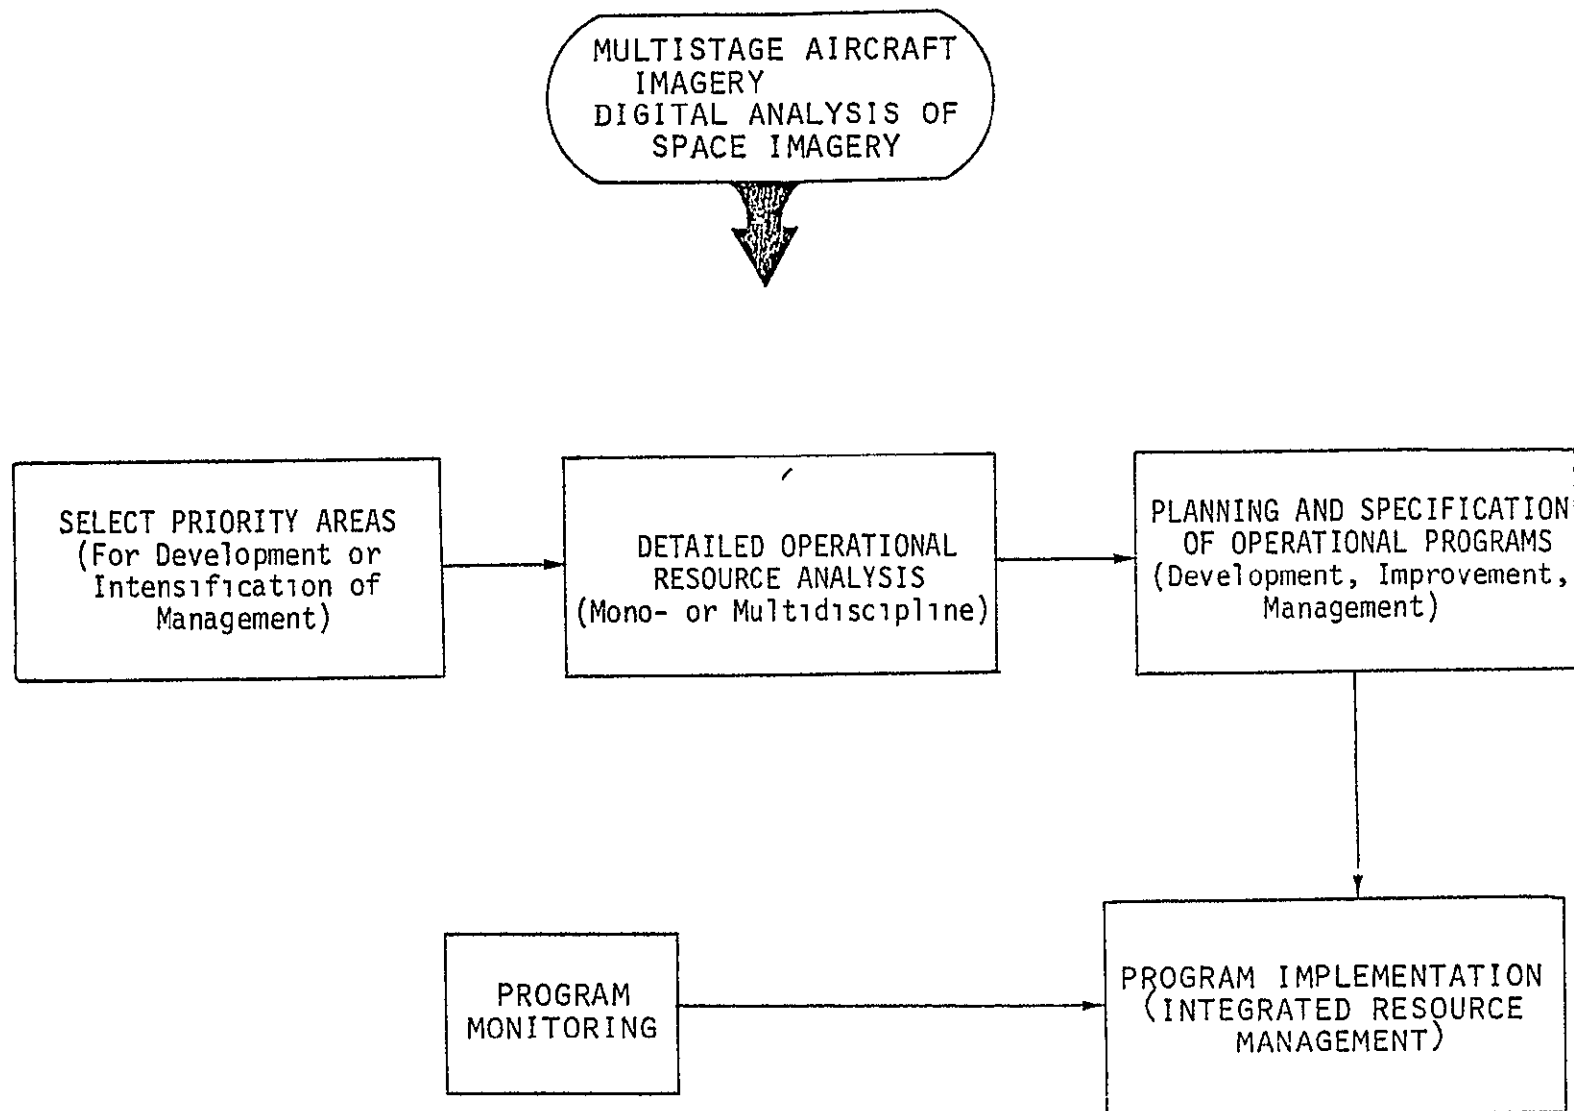 MULTISTAGE AIRCRAFT
IMAGERY
DIGITAL ANALYSIS OF
SPACE IMAGERY
SELECT PRIORITY AREAS
(For Development or
Intensification of
Management)
DETAILED OPERATIONAL
RESOURCE ANALYSIS
(Mono- or Multidiscipline)
PLANNING AND SPECIFICATION
OF OPERATIONAL PROGRAMS
(Development, Improvement,
Management)
PROGRAM
MONITORING
PROGRAM IMPLEMENTATION
(INTEGRATED RESOURCE
MANAGEMENT)